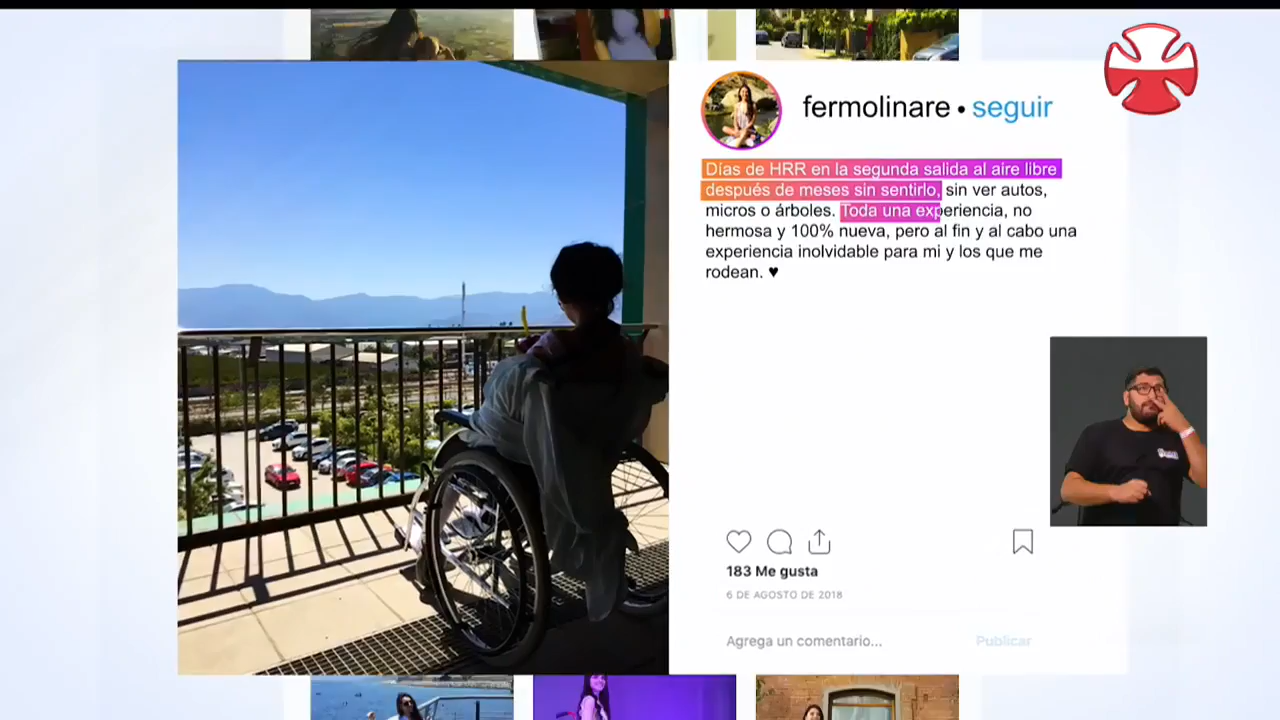 fermolinare • seguir
Días de HRR en la segunda salida al aire libre
después de meses sin sentirlo, sin ver autos,
micros o árboles. Toda una experiencia, no
hermosa y 100% nueva, pero al fin y al cabo una
experiencia inolvidable para mi y los que me
rodean. ♥
183 Me gusta
6 DE AGOSTO DE 2018
Agrega un comentario...
Publicar